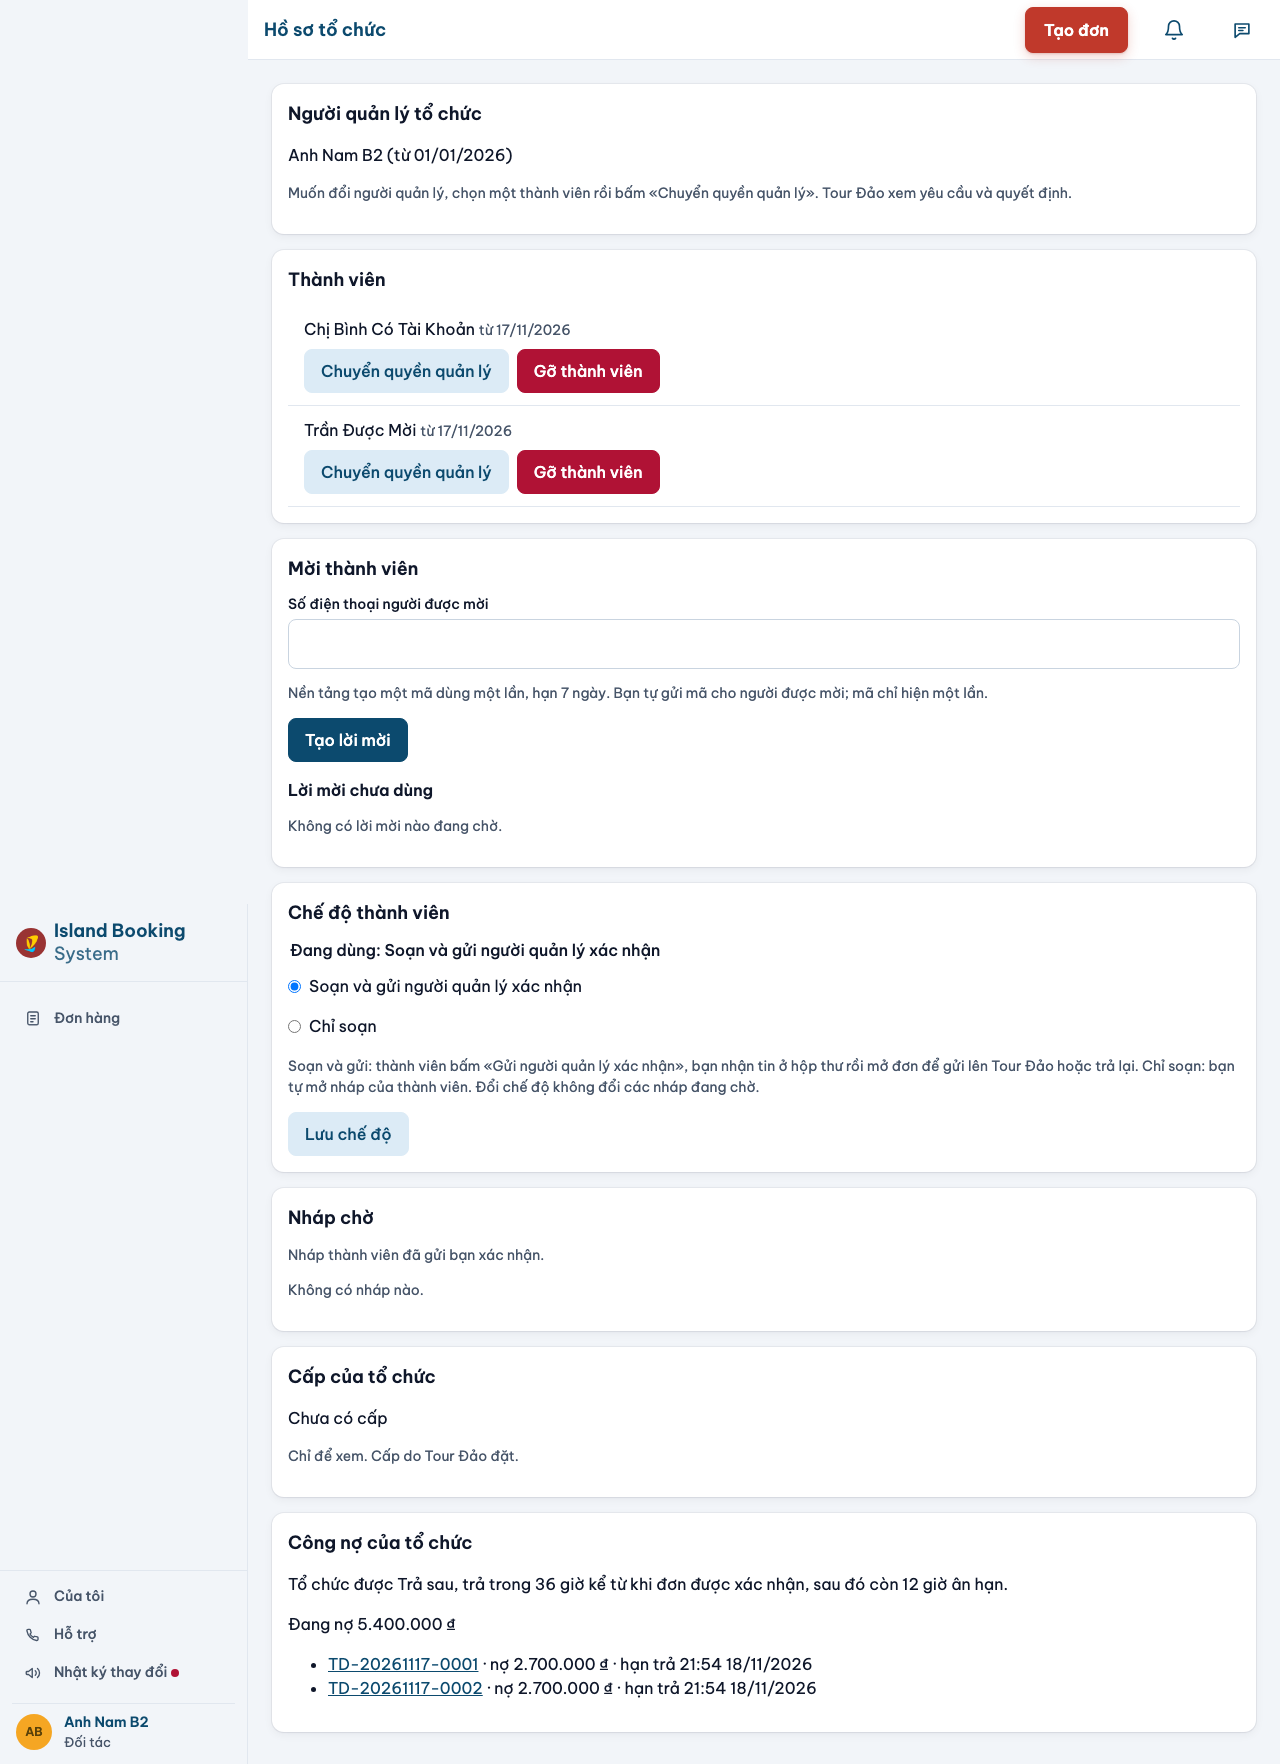 Hồ sơ tổ chức
Tạo đơn
Người quản lý tổ chức
Anh Nam B2 (từ 01/01/2026)
Muốn đổi người quản lý, chọn một thành viên rồi bấm «Chuyển quyền quản lý». Tour Đảo xem yêu cầu và quyết định.
Thành viên
Chị Bình Có Tài Khoản từ 17/11/2026
Chuyển quyền quản lý
Gỡ thành viên
Trần Được Mời từ 17/11/2026
Chuyển quyền quản lý
Gỡ thành viên
Mời thành viên
Số điện thoại người được mời
Nền tảng tạo một mã dùng một lần, hạn 7 ngày. Bạn tự gửi mã cho người được mời; mã chỉ hiện một lần.
Tạo lời mời
Lời mời chưa dùng
Không có lời mời nào đang chờ.
Chế độ thành viên
Đang dùng: Soạn và gửi người quản lý xác nhận
Soạn và gửi người quản lý xác nhận
Chỉ soạn
Soạn và gửi: thành viên bấm «Gửi người quản lý xác nhận», bạn nhận tin ở hộp thư rồi mở đơn để gửi lên Tour Đảo hoặc trả lại. Chỉ soạn: bạn
tự mở nháp của thành viên. Đổi chế độ không đổi các nháp đang chờ.
Lưu chế độ
Nháp chờ
Nháp thành viên đã gửi bạn xác nhận.
Không có nháp nào.
Cấp của tổ chức
Chưa có cấp
Chỉ để xem. Cấp do Tour Đảo đặt.
Công nợ của tổ chức
Tổ chức được Trả sau, trả trong 36 giờ kể từ khi đơn được xác nhận, sau đó còn 12 giờ ân hạn.
Đang nợ 5.400.000 ₫
TD-20261117-0001 · nợ 2.700.000 ₫ · hạn trả 21:54 18/11/2026
TD-20261117-0002 · nợ 2.700.000 ₫ · hạn trả 21:54 18/11/2026
Island Booking
System
Đơn hàng
Của tôi
Hỗ trợ
Nhật ký thay đổi
AB
Anh Nam B2
Đối tác